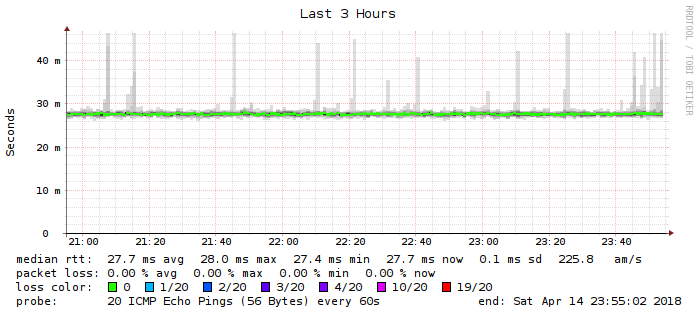 Last 3 Hours
RRDTOOL / TOBI OETIKER
Seconds
40 m
30 m
20 m
10 m
0
21:00 21:20 21:40 22:00 22:20 22:40 23:00 23:20 23:40
median rtt: 27.7 ms avg 28.0 ms max 27.4 ms min 27.7 ms now 0.1 ms sd 225.8 am/s
packet loss: 0.00 % avg 0.00 % max 0.00 % min 0.00 % now
loss color: 0 1/20 2/20 3/20 4/20 10/20 19/20
probe: 20 ICMP Echo Pings (56 Bytes) every 60s end: Sat Apr 14 23:55:02 2018